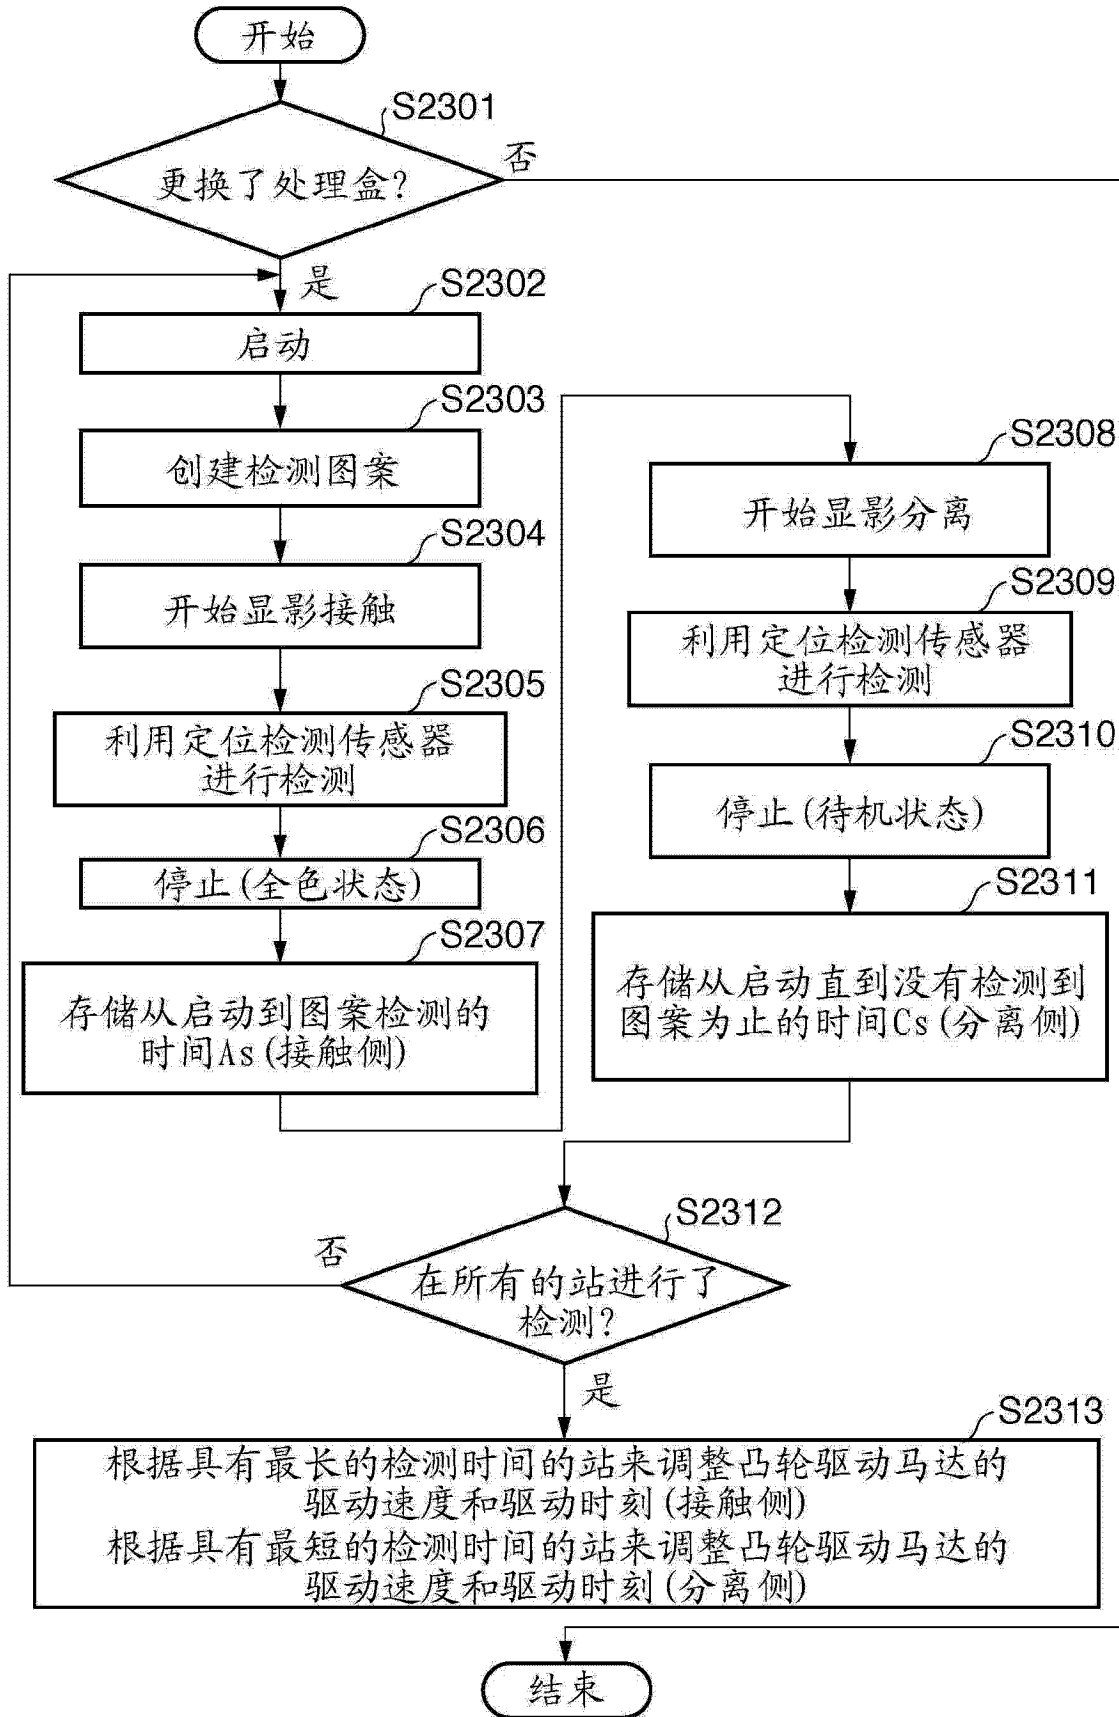 开始
S2301
更换了处理盒?
否
是
S2302
启动
S2303
创建检测图案
S2304
开始显影接触
S2305
利用定位检测传感器
进行检测
S2306
停止(全色状态)
S2307
存储从启动到图案检测的
时间As(接触侧)
S2308
开始显影分离
S2309
利用定位检测传感器
进行检测
S2310
停止(待机状态)
S2311
存储从启动直到没有检测到
图案为止的时间Cs(分离侧)
S2312
否
在所有的站进行了
检测?
是
S2313
根据具有最长的检测时间的站来调整凸轮驱动马达的
驱动速度和驱动时刻(接触侧)
根据具有最短的检测时间的站来调整凸轮驱动马达的
驱动速度和驱动时刻(分离侧)
结束